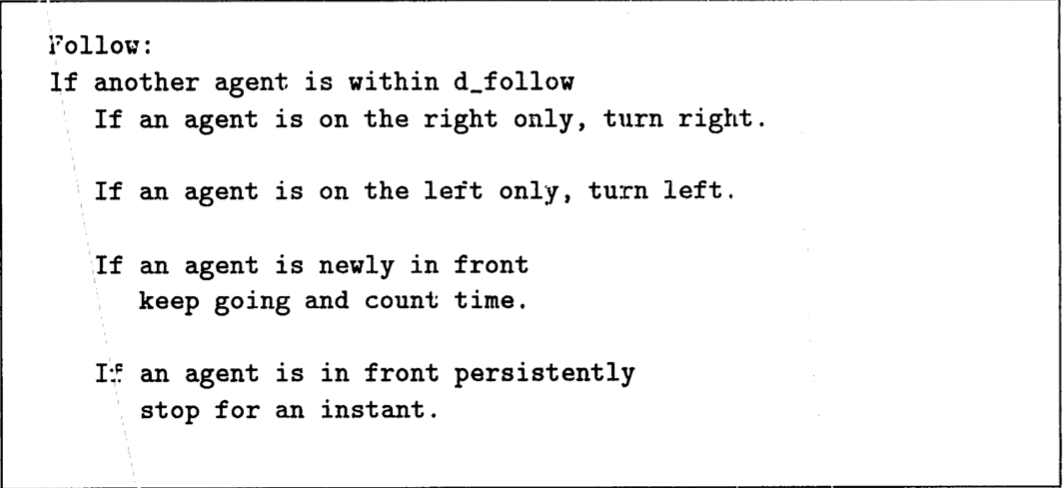 Follow:
If another agent is within d_follow
If an agent is on the right only, turn right.
If an agent is on the left only, turn left.
If an agent is newly in front
keep going and count time.
If an agent is in front persistently
stop for an instant.